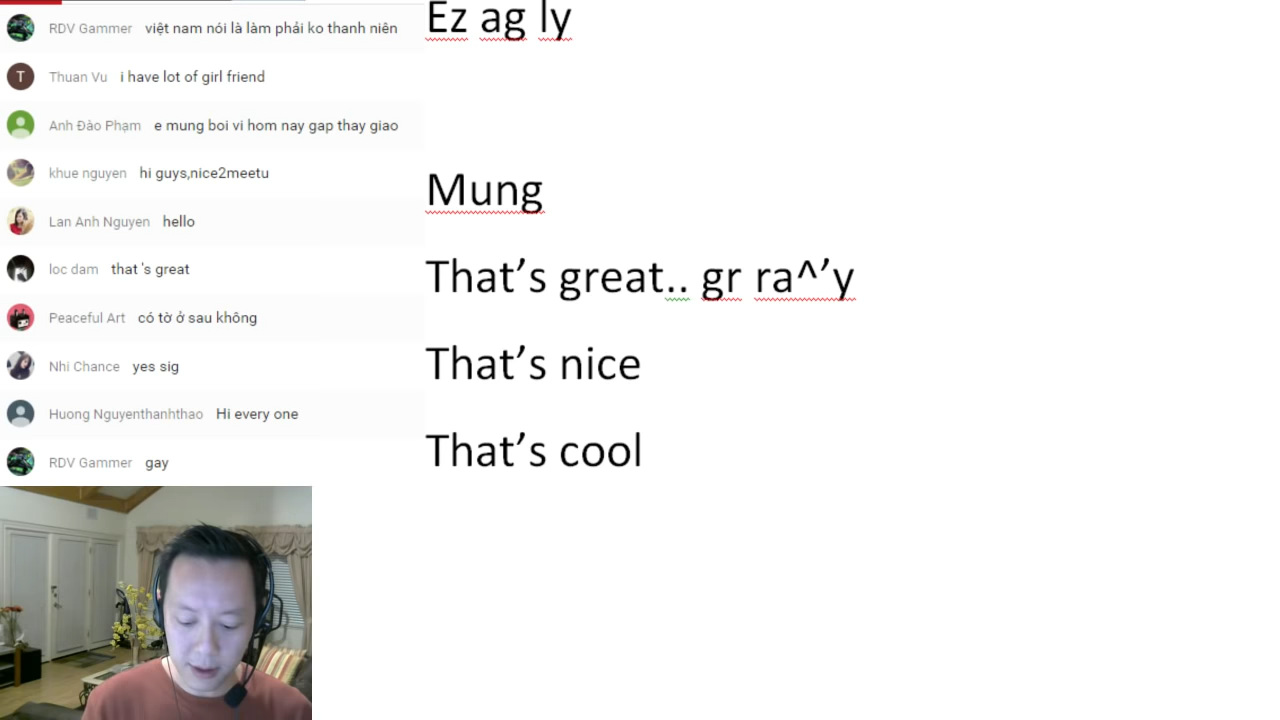 RDV Gammer việt nam nói là làm phải ko thanh niên
Thuan Vu i have lot of girl friend
Anh Đào Phạm e mung boi vi hom nay gap thay giao
khue nguyen hi guys,nice2meetu
Lan Anh Nguyen hello
loc dam that 's great
Peaceful Art có tờ ở sau không
Nhi Chance yes sig
Huong Nguyenthanhthao Hi every one
RDV Gammer gay
T
Ez ag ly
Mung
That’s great.. gr ra^’y
That’s nice
That’s cool